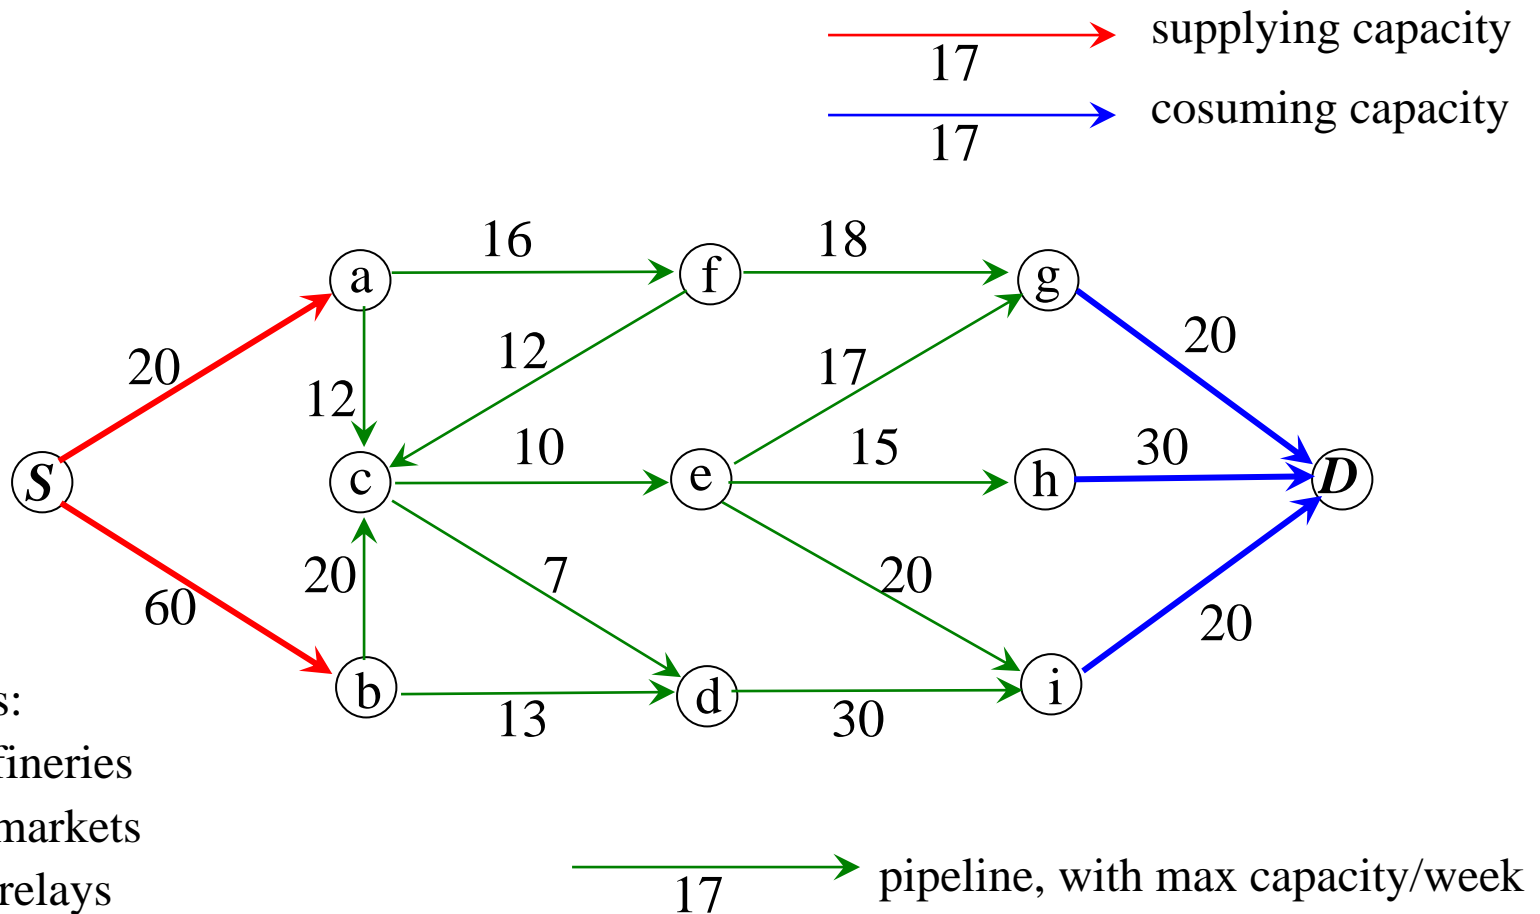 supplying capacity
17
cosuming capacity
17
16
18
a
f
g
20
12
20
17
12
10
15
30
S
c
e
h
D
20
7
20
60
20
b
d
i
13
30
s:
fineries
markets
relays
pipeline, with max capacity/week
17